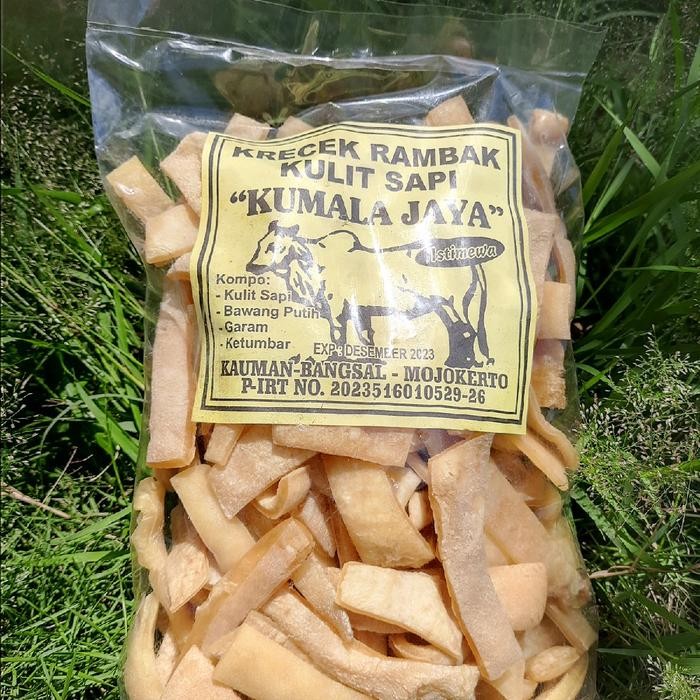 KRECEK RAMBAK
KULIT SAPI
“KUMALA JAYA”
Istimewa
Kompo:
- Kulit Sapi
- Bawang Putih
- Garam
- Ketumbar
EXP : DESEMBER 2023
KAUMAN-BANGSAL - MOJOKERTO
P-IRT NO. 2023516010529-26